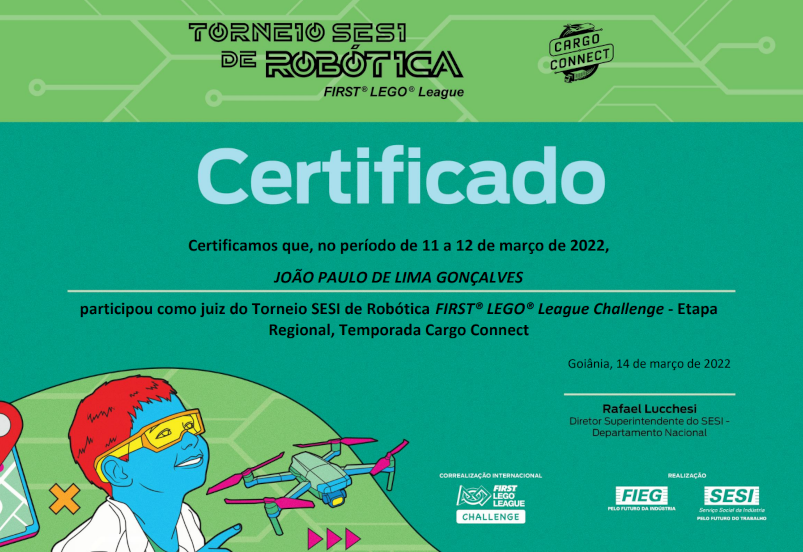 TORNEIO SESI
DE ROBÓTICA
FIRST® LEGO® League
CARGO
CONNECT
Certificado
Certificamos que, no período de 11 a 12 de março de 2022,
JOÃO PAULO DE LIMA GONÇALVES
participou como juiz do Torneio SESI de Robótica FIRST® LEGO® League Challenge - Etapa
Regional, Temporada Cargo Connect
Goiânia, 14 de março de 2022
Rafael Lucchesi
Diretor Superintendente do SESI –
Departamento Nacional
CORREALIZAÇÃO INTERNACIONAL
FIRST
LEGO
LEAGUE
CHALLENGE
REALIZAÇÃO
FIEG
PELO FUTURO DA INDÚSTRIA
SESI
Serviço Social da Indústria
PELO FUTURO DO TRABALHO